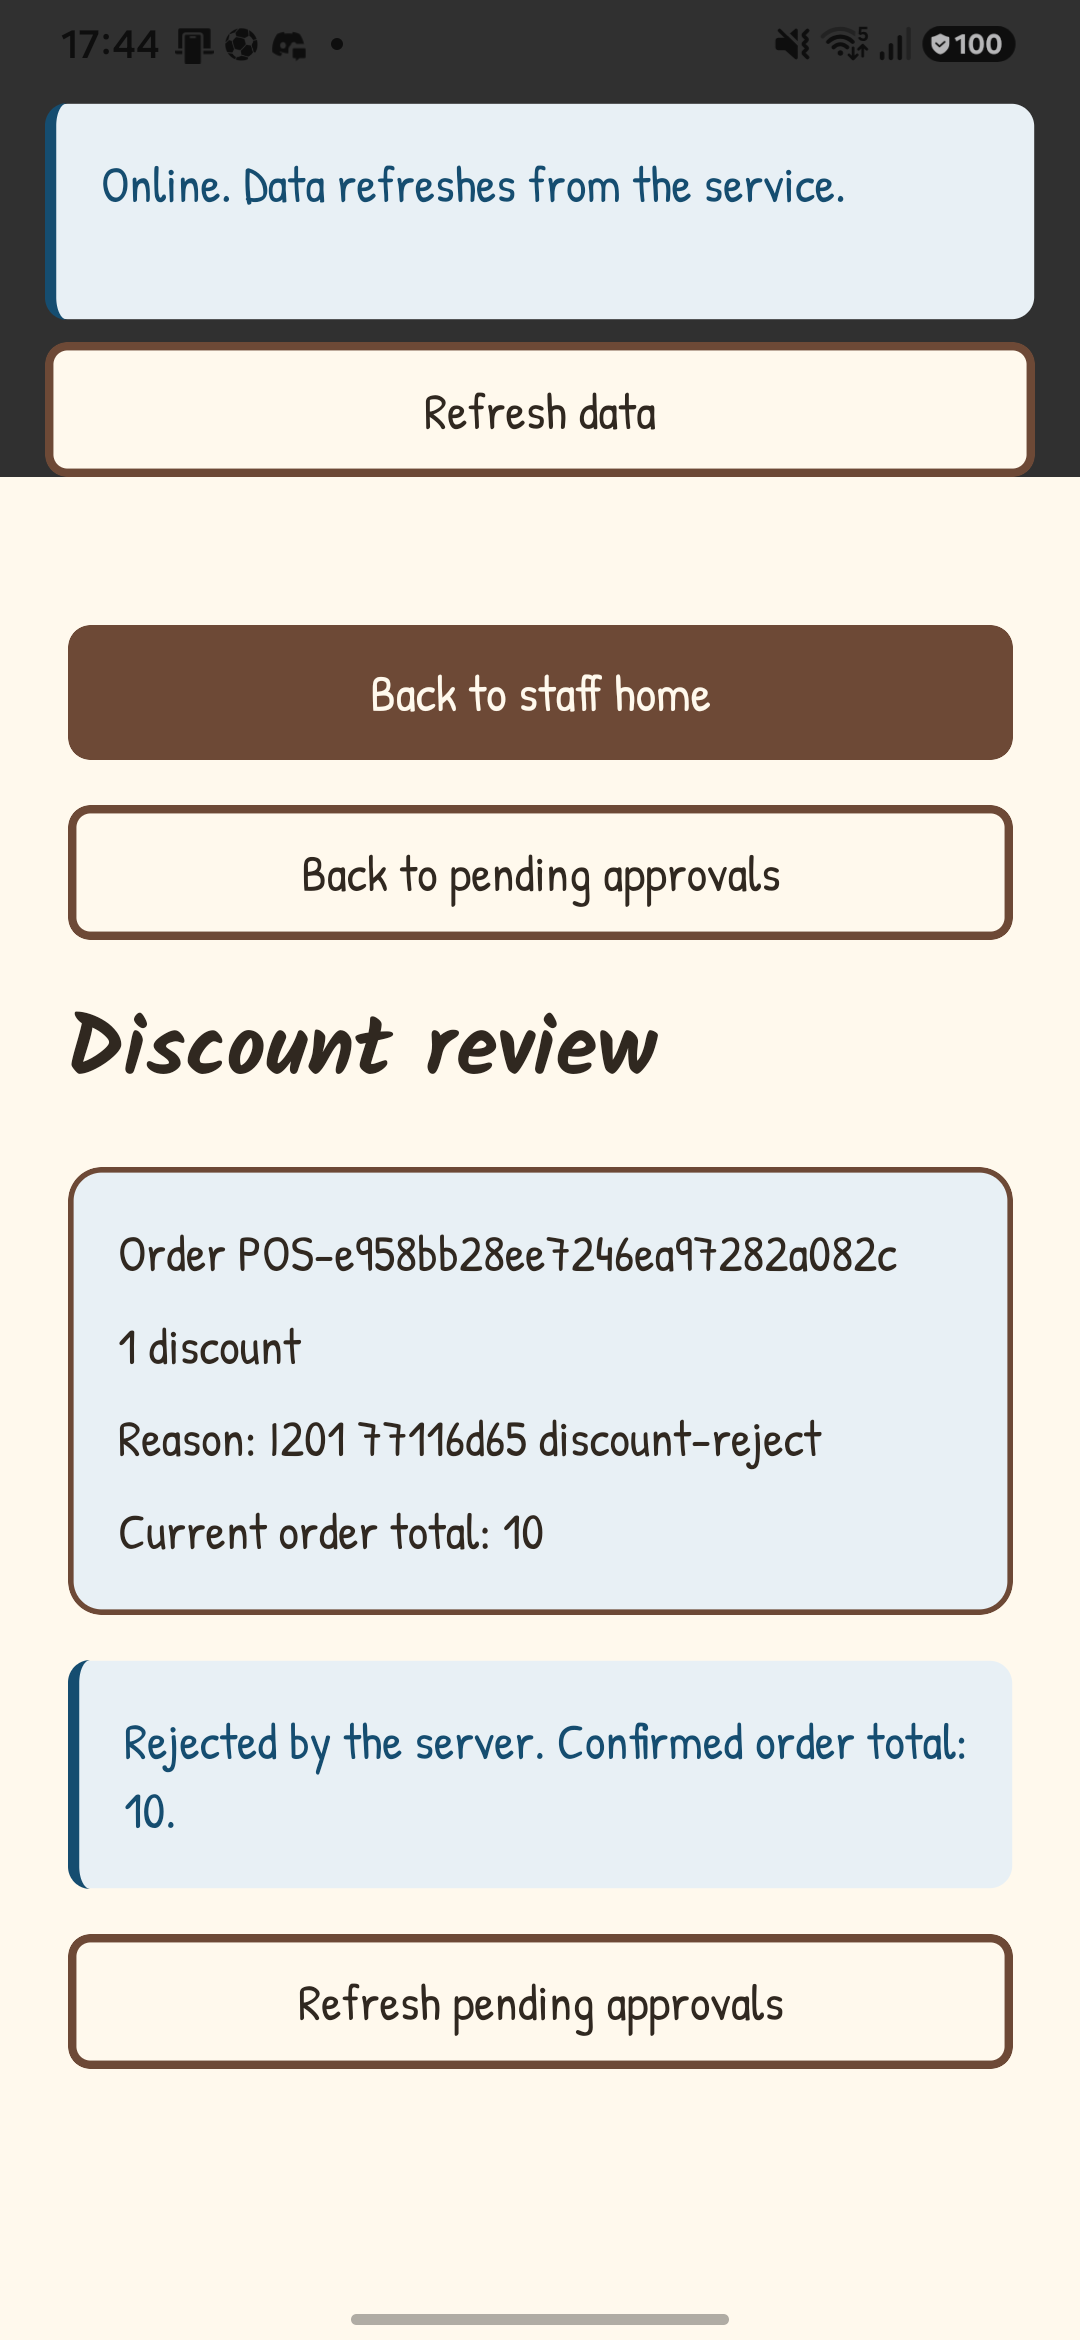 17:44
5
100
Online. Data refreshes from the service.
Refresh data
Back to staff home
Back to pending approvals
Discount review
Order POS-e958bb28ee7246ea97282a082c
1 discount
Reason: I201 77116d65 discount-reject
Current order total: 10
Rejected by the server. Confirmed order total:
10.
Refresh pending approvals